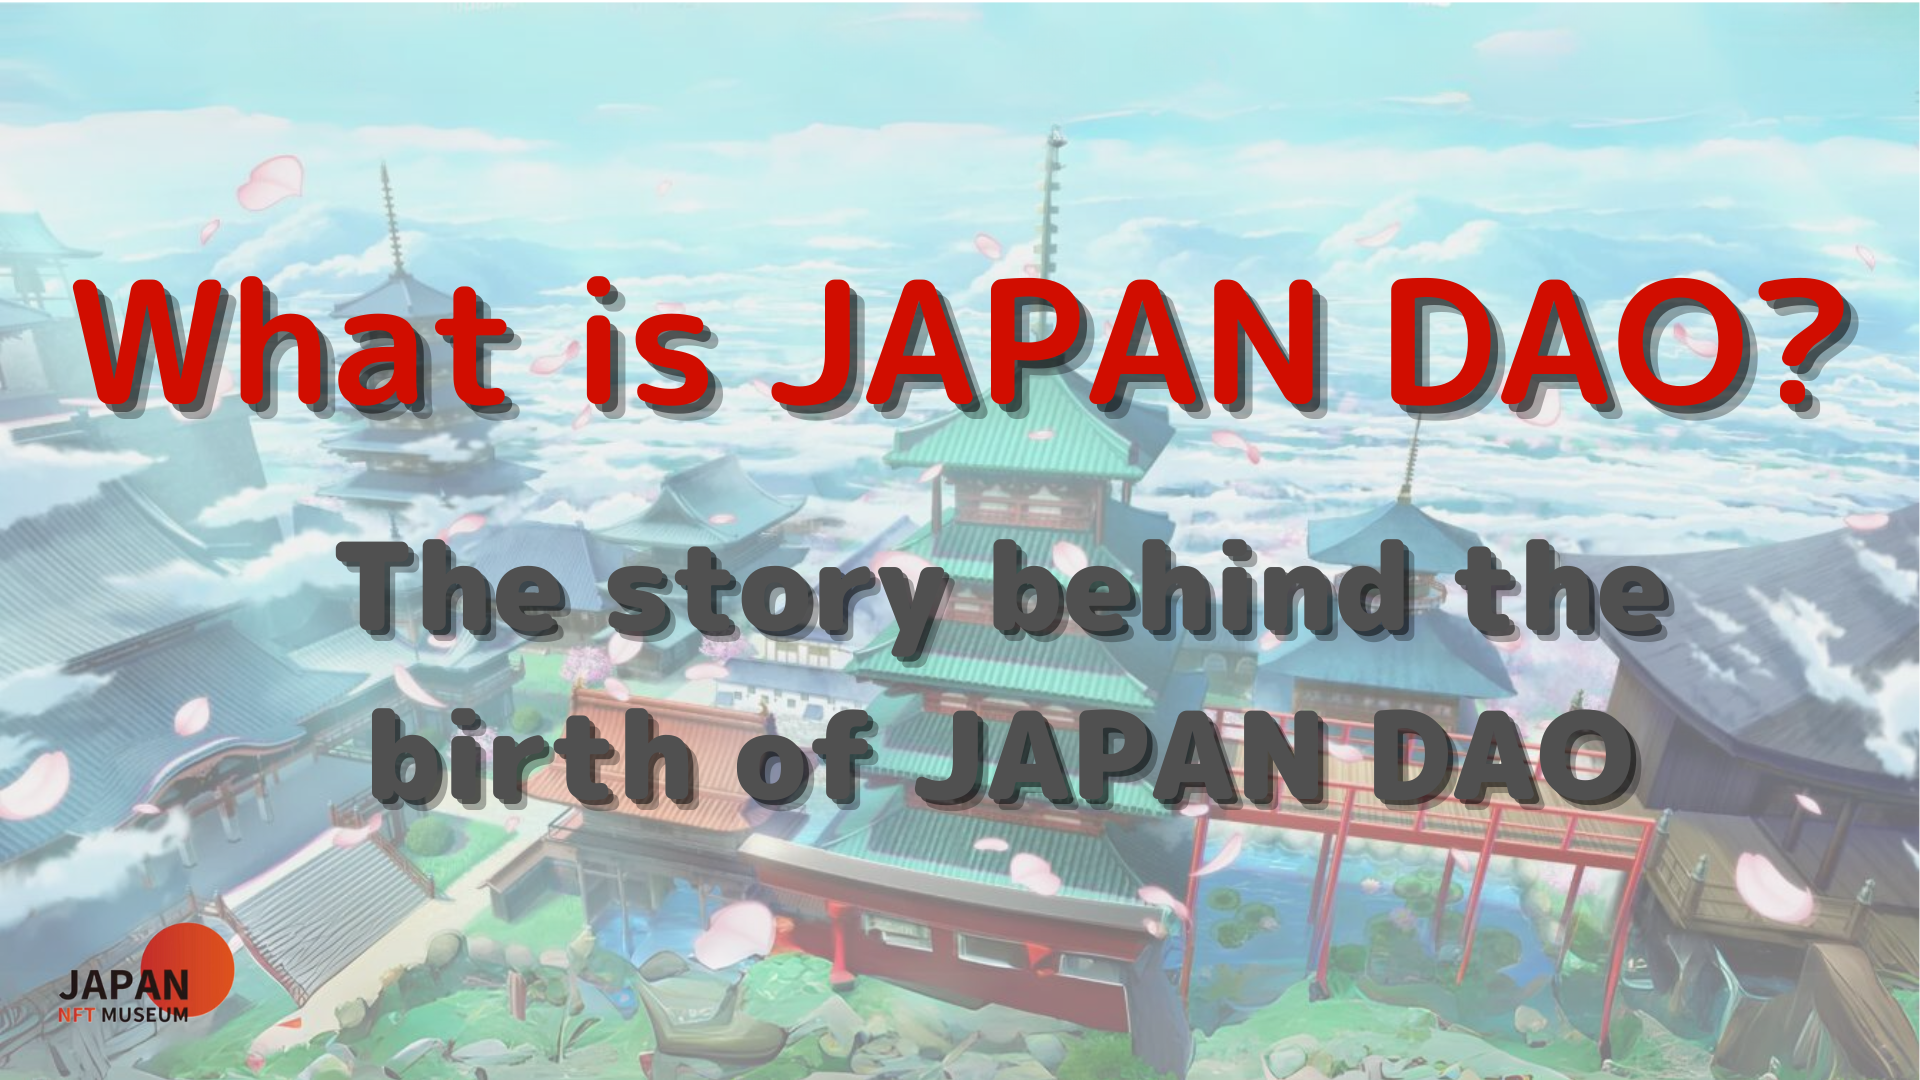 What is JAPAN DAO?
The story behind the
birth of JAPAN DAO
JAPAN
NFT MUSEUM